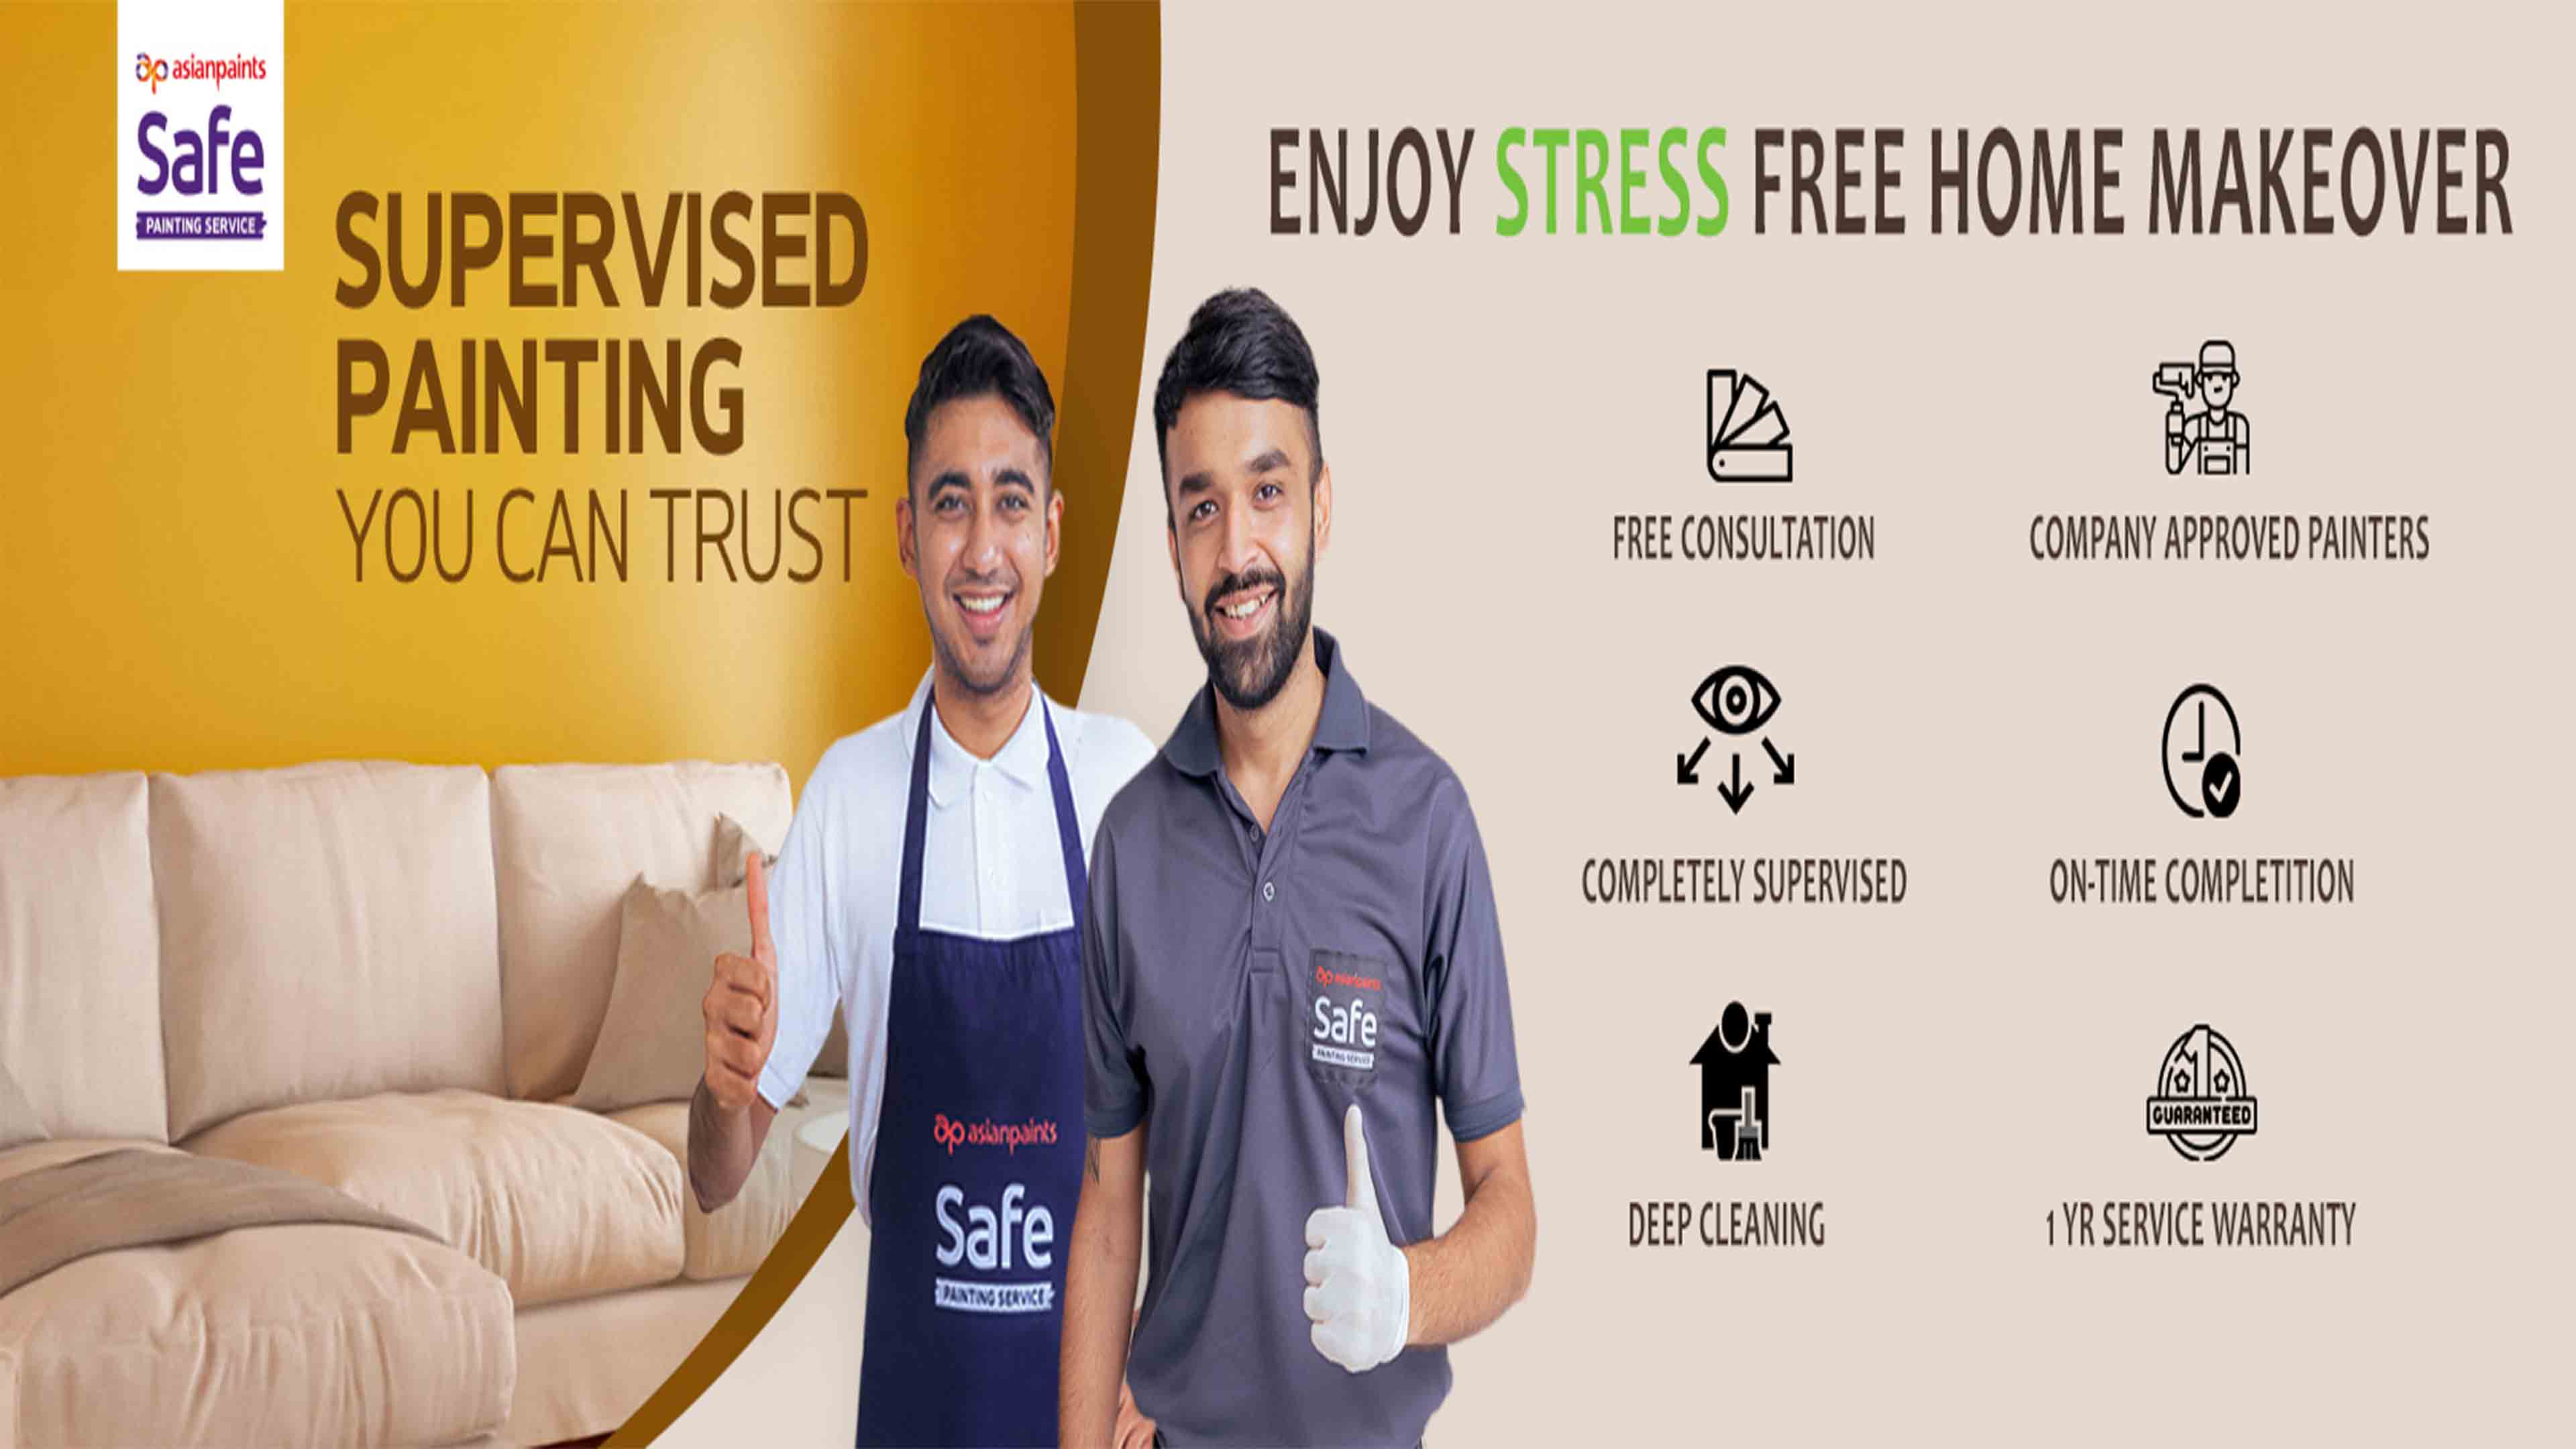 asianpaints
Safe
PAINTING SERVICE
SUPERVISED
PAINTING
YOU CAN TRUST
ENJOY STRESS FREE HOME MAKEOVER
FREE CONSULTATION
COMPANY APPROVED PAINTERS
COMPLETELY SUPERVISED
ON-TIME COMPLETITION
DEEP CLEANING
1
GUARANTEED
1 YR SERVICE WARRANTY
asianpaints
Safe
PAINTING SERVICE
asianpaints
Safe
PAINTING SERVICE